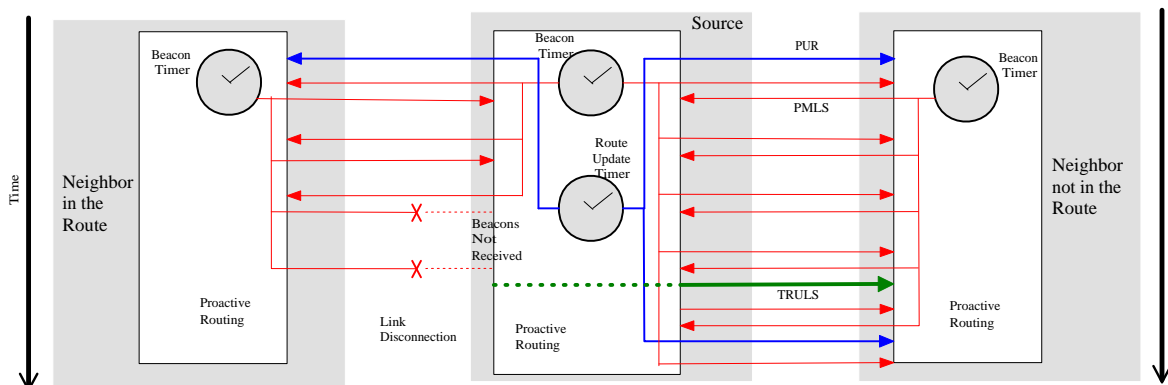 Source
Beacon
Timer
Beacon
Timer
PUR
Beacon
Timer
PMLS
Route
Update
Timer
Time
Neighbor
in the
Route
Neighbor
not in the
Route
Beacons
Not
Received
TRULS
Proactive
Routing
Link
Disconnection
Proactive
Routing
Proactive
Routing